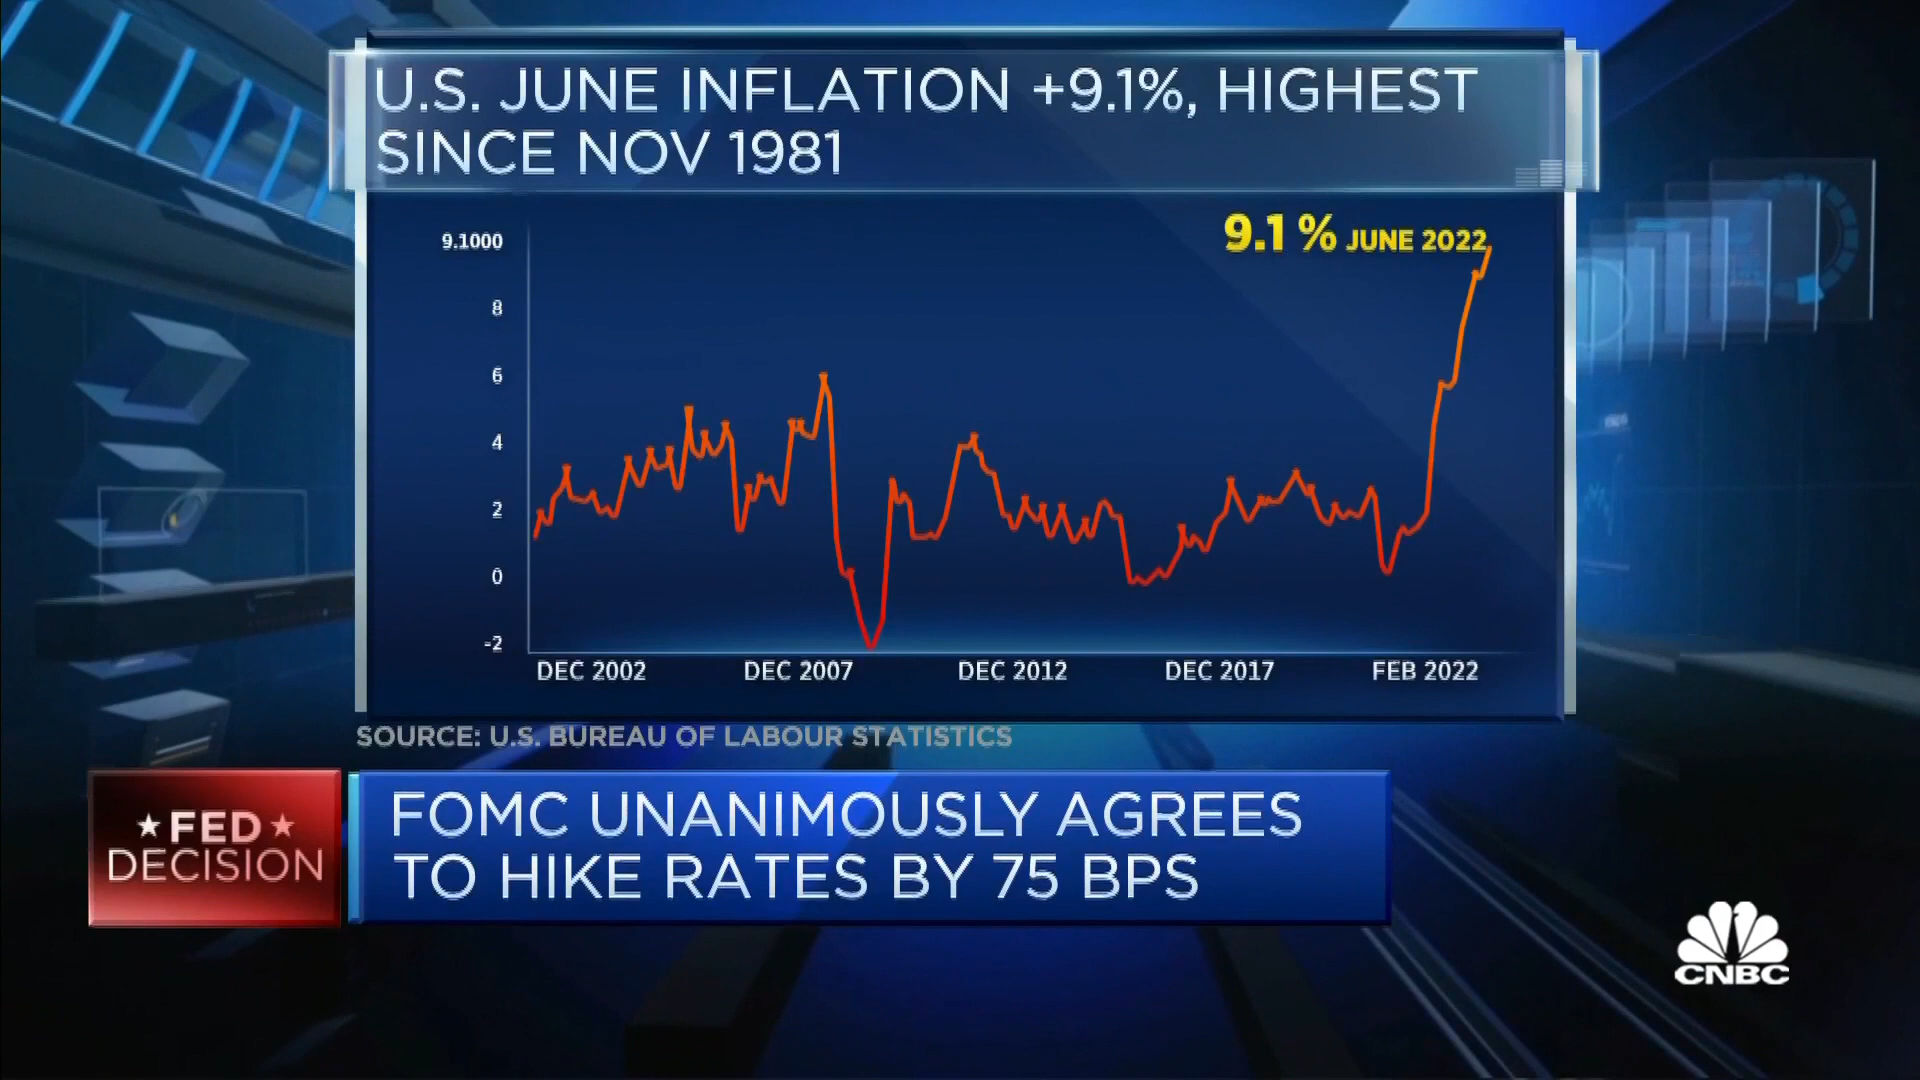 U.S. JUNE INFLATION +9.1%, HIGHEST
SINCE NOV 1981
9.1 % JUNE 2022
9.1000
8
6
4
2
0
-2
DEC 2002 DEC 2007 DEC 2012 DEC 2017 FEB 2022
SOURCE: U.S. BUREAU OF LABOUR STATISTICS
FED
DECISION
FOMC UNANIMOUSLY AGREES
TO HIKE RATES BY 75 BPS
CNBC